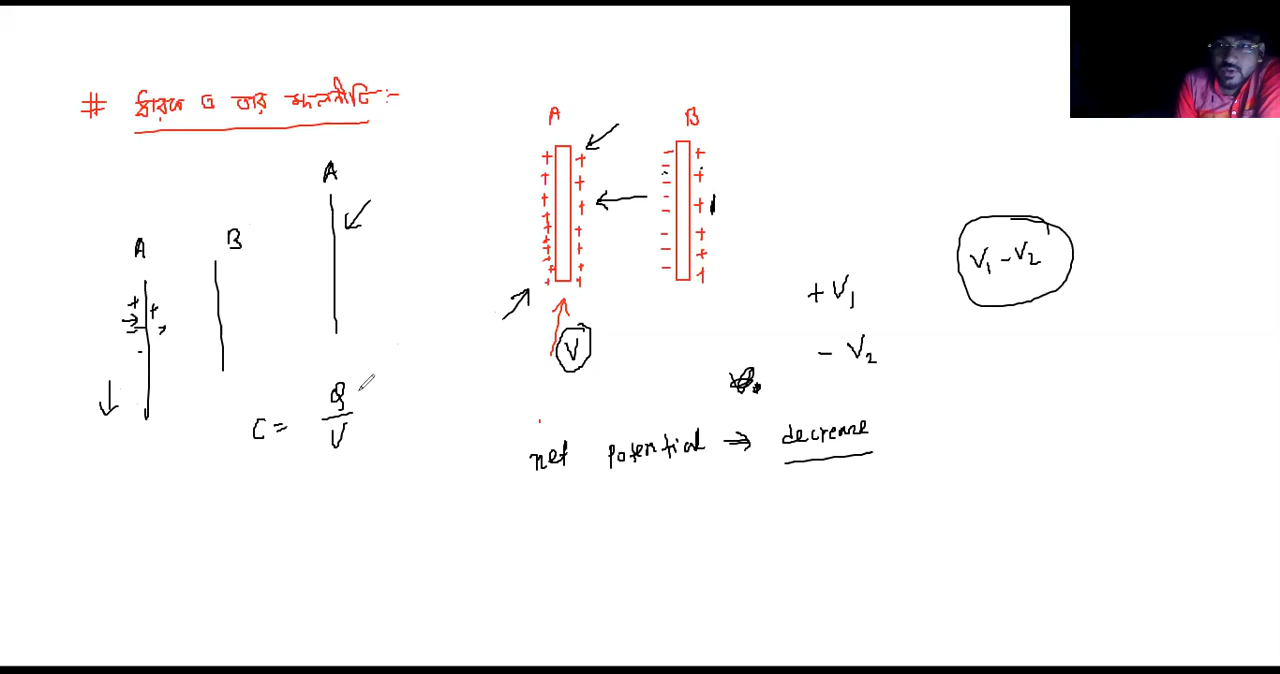 # ধারক ও তার মূলনীতি :-
A
A B
A B
+ + - +
V
C = Q / V
+ V₁
- V₂
V₁ - V₂
net potential ⇒ decrease